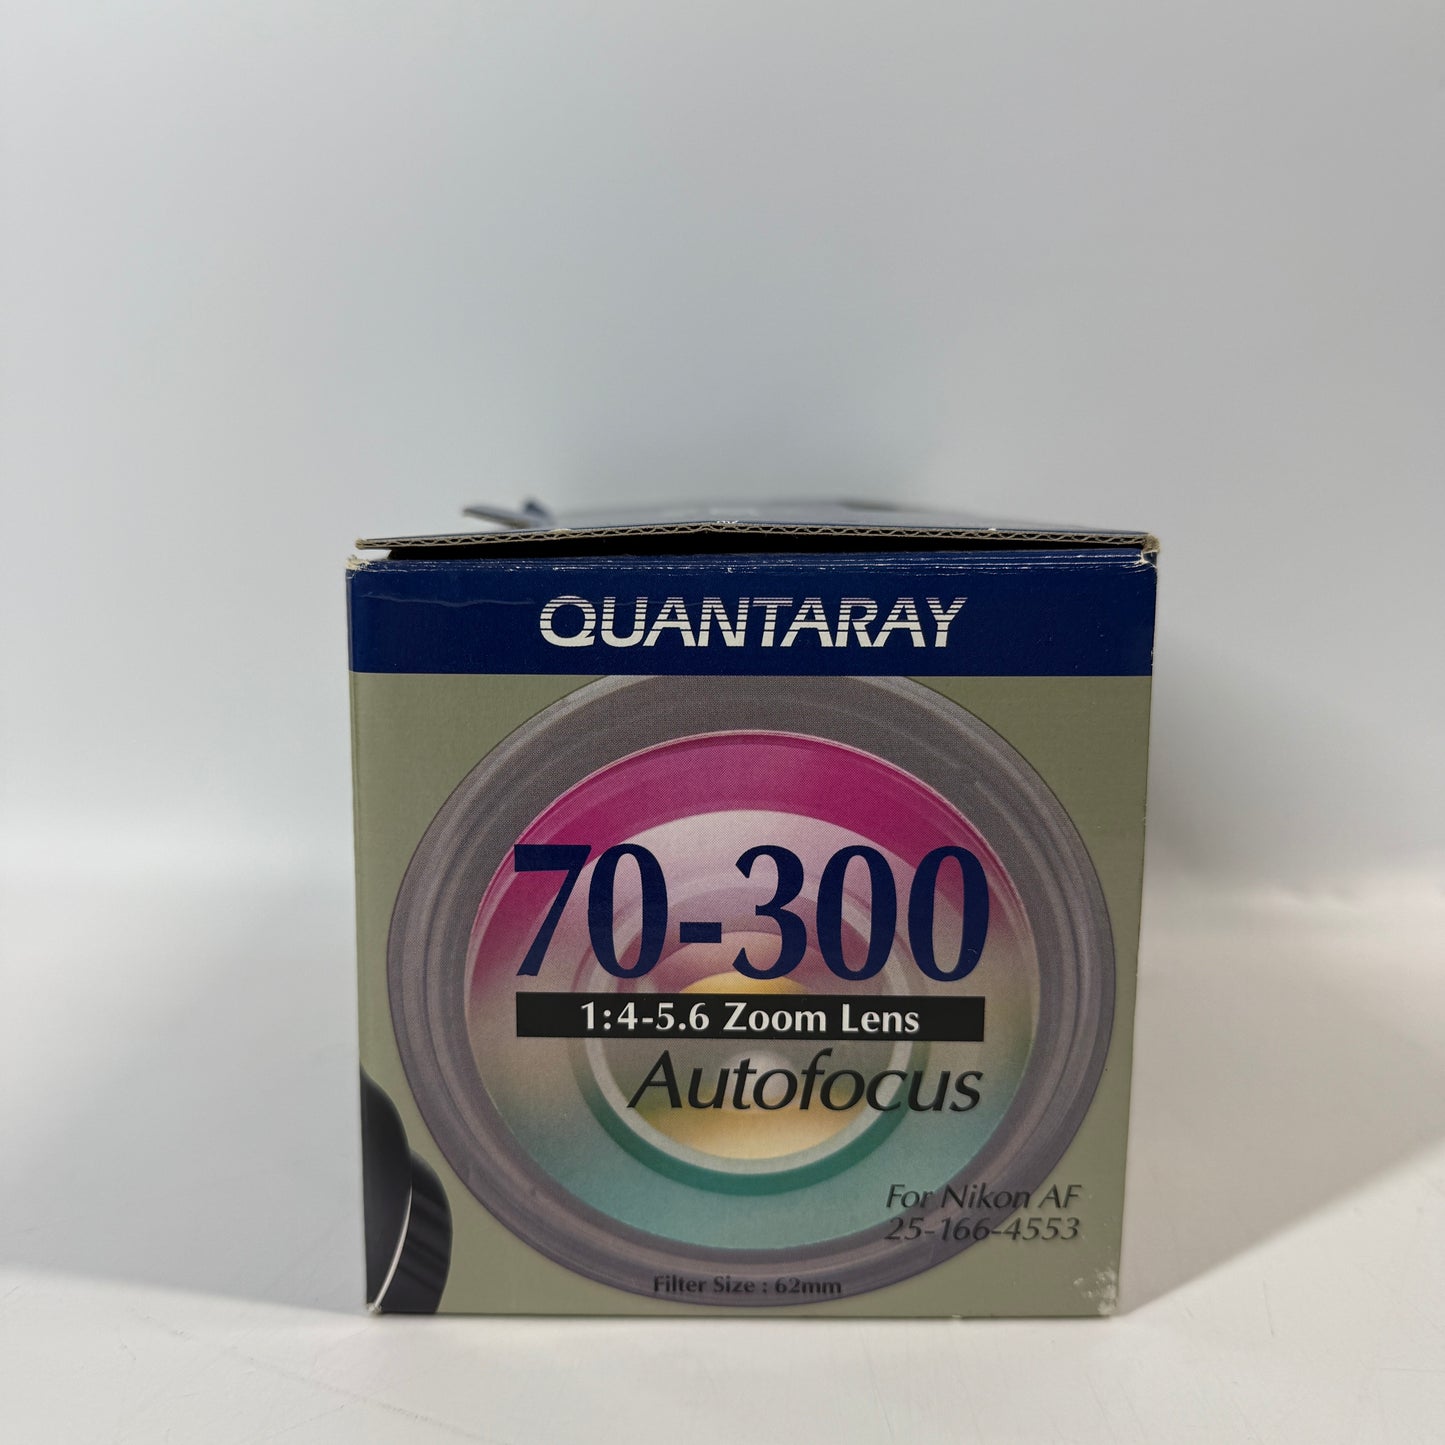 QUANTARAY
70-300
1:4-5.6 Zoom Lens
Autofocus
For Nikon AF
25-166-4553
Filter Size : 62mm